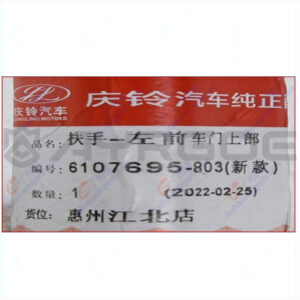 庆铃汽车
QINGLING MOTORS
庆铃汽车纯正
品名: 扶手-左前车门上部
编号: 6107695-803(新款)
数量: 1 (2022-02-25)
货位: 惠州江北店